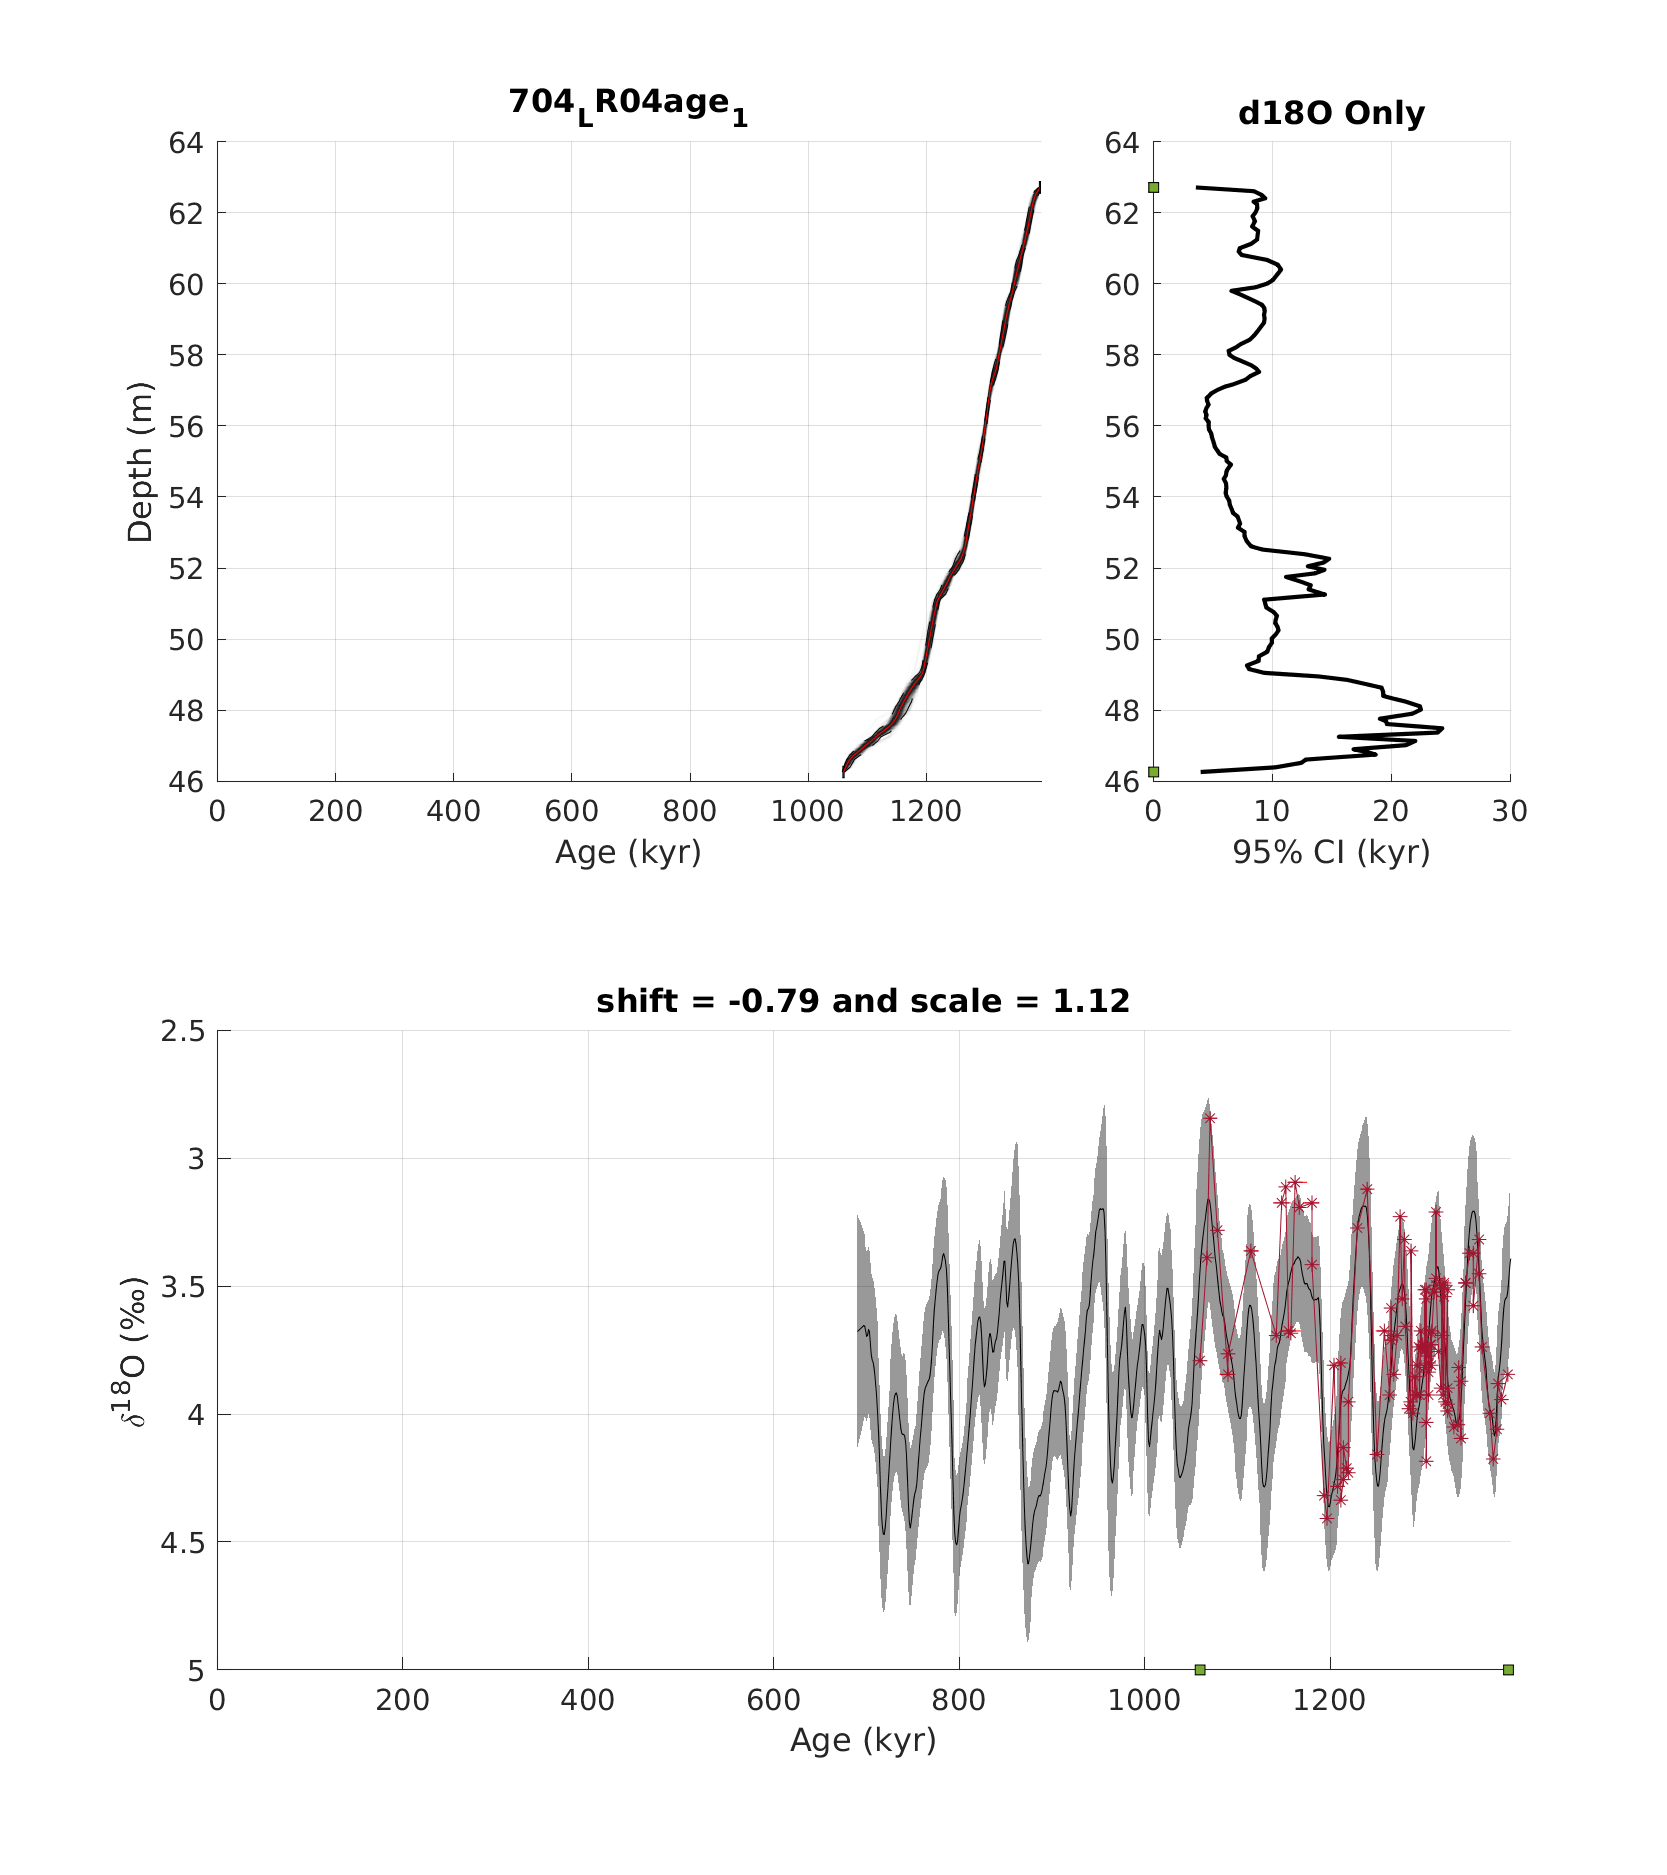 704LR04age1
64
62
60
58
56
54
52
50
48
46
Depth (m)
0 200 400 600 800 1000 1200
Age (kyr)
d18O Only
64
62
60
58
56
54
52
50
48
46
0 10 20 30
95% CI (kyr)
shift = -0.79 and scale = 1.12
2.5
3
3.5
4
4.5
5
δ18O (‰)
0 200 400 600 800 1000 1200
Age (kyr)